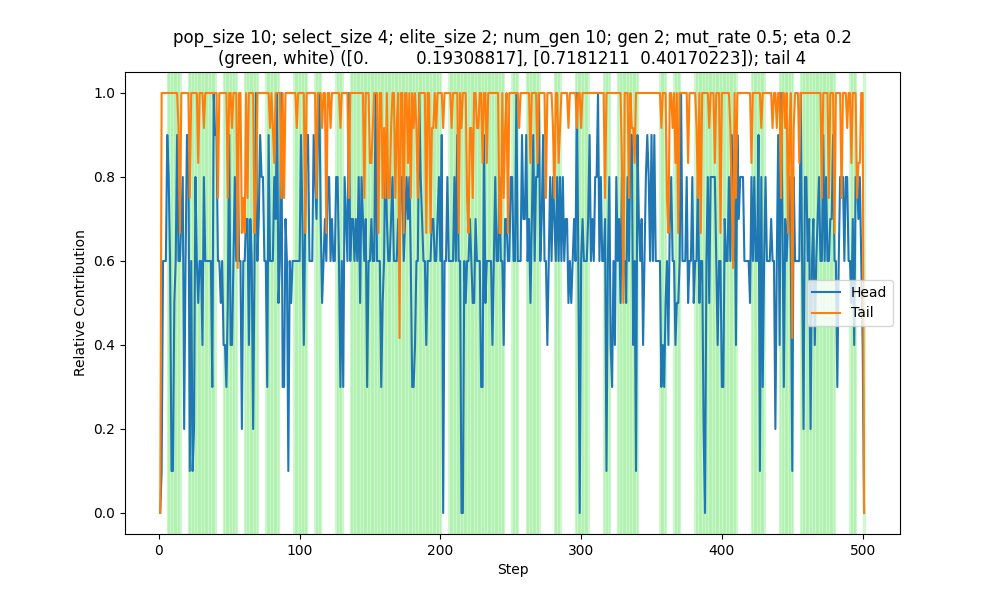 pop_size 10; select_size 4; elite_size 2; num_gen 10; gen 2; mut_rate 0.5; eta 0.2
(green, white) ([0. 0.19308817], [0.7181211 0.40170223]); tail 4
1.0
0.8
0.6
0.4
0.2
0.0
Relative Contribution
Head
Tail
0
100
200
300
400
500
Step